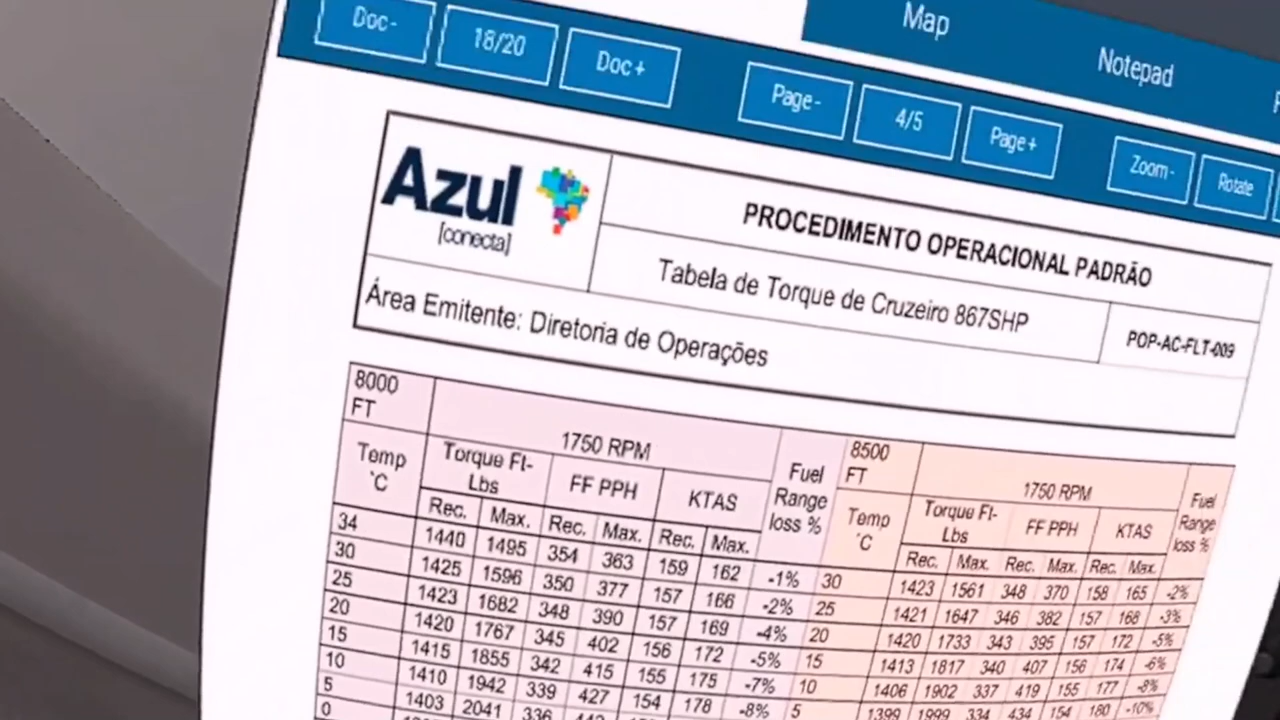 Map
Notepad
Doc-
18/20
Doc+
Page-
4/5
Page+
Zoom-
Rotate
Azul
[conecta]
PROCEDIMENTO OPERACIONAL PADRÃO
Tabela de Torque de Cruzeiro 867SHP
POP-AC-FLT-009
Área Emitente: Diretoria de Operações
8000 FT
1750 RPM
Fuel Range loss %
Temp °C
Torque Ft-Lbs
FF PPH
KTAS
Rec. Max. Rec. Max. Rec. Max.
34 1440 1495 354 363 159 162 -1%
30 1425 1596 350 377 157 166 -2%
25 1423 1682 348 390 157 169 -4%
20 1420 1767 345 402 156 172 -5%
15 1415 1855 342 415 155 175 -7%
10 1410 1942 339 427 154 178 -8%
5 1403 2041 336
0
8500 FT
1750 RPM
Fuel Range loss %
Temp °C
Torque Ft-Lbs
FF PPH
KTAS
Rec. Max. Rec. Max. Rec. Max.
30 1423 1561 348 370 158 165 -2%
25 1421 1647 346 382 157 168 -3%
20 1420 1733 343 395 157 172 -5%
15 1413 1817 340 407 156 174 -6%
10 1406 1902 337 419 155 177 -8%
5 1399 1999 334 434 154 180 -10%